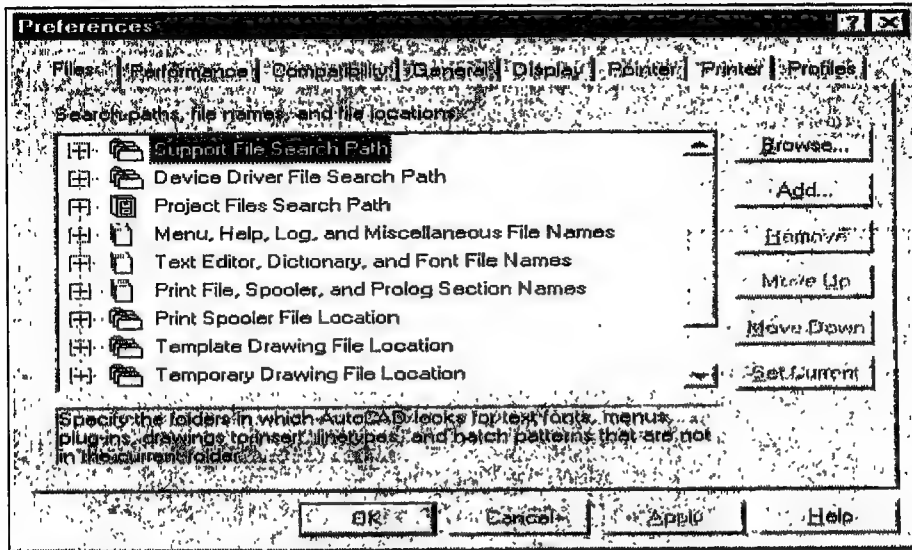 Preferences
Files Performance Compatibility General Display Pointer Printer Profiles
Search paths, file names, and file locations:
Support File Search Path
Device Driver File Search Path
Project Files Search Path
Menu, Help, Log, and Miscellaneous File Names
Text Editor, Dictionary, and Font File Names
Print File, Spooler, and Prolog Section Names
Print Spooler File Location
Template Drawing File Location
Temporary Drawing File Location
Browse...
Add...
Remove
Move Up
Move Down
Set Current
Specify the folders in which AutoCAD looks for text fonts, menus,
plug-ins, drawings to insert, linetypes, and hatch patterns that are not
in the current folder.
OK Cancel Apply Help